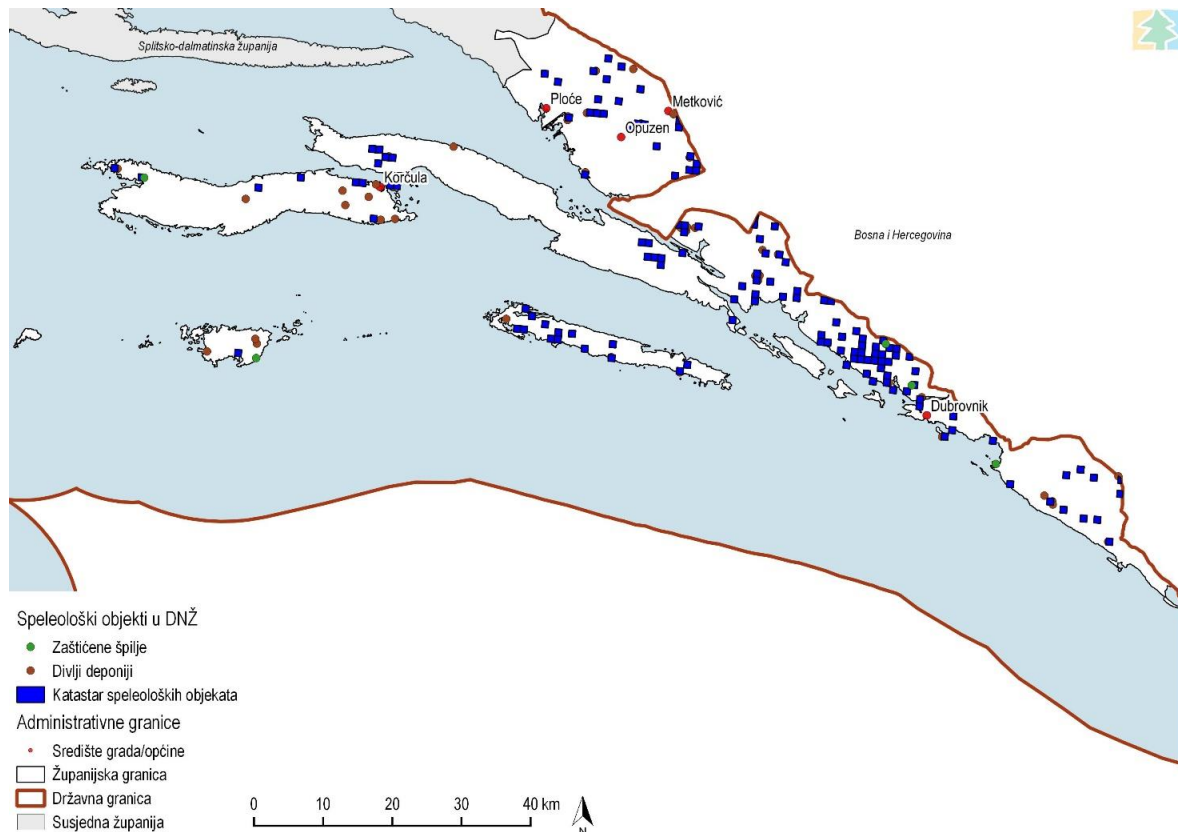 Splitsko-dalmatinska županija
Ploče
Metković
Opuzen
Korčula
Bosna i Hercegovina
Dubrovnik
Speleološki objekti u DNŽ
Zaštićene špilje
Divlji deponiji
Katastar speleoloških objekata
Administrativne granice
Središte grada/općine
Županijska granica
Državna granica
Susjedna županija
0 10 20 30 40 km
N